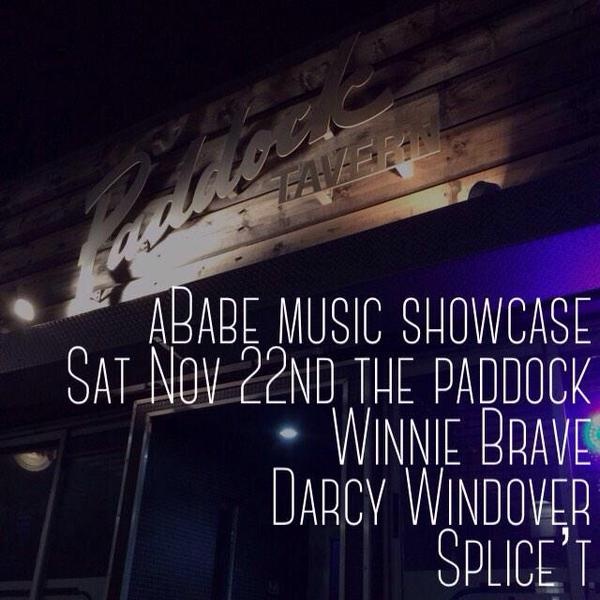 Paddock
TAVERN
aBabe music showcase
Sat Nov 22nd the paddock
Winnie Brave
Darcy Windover
Splice't